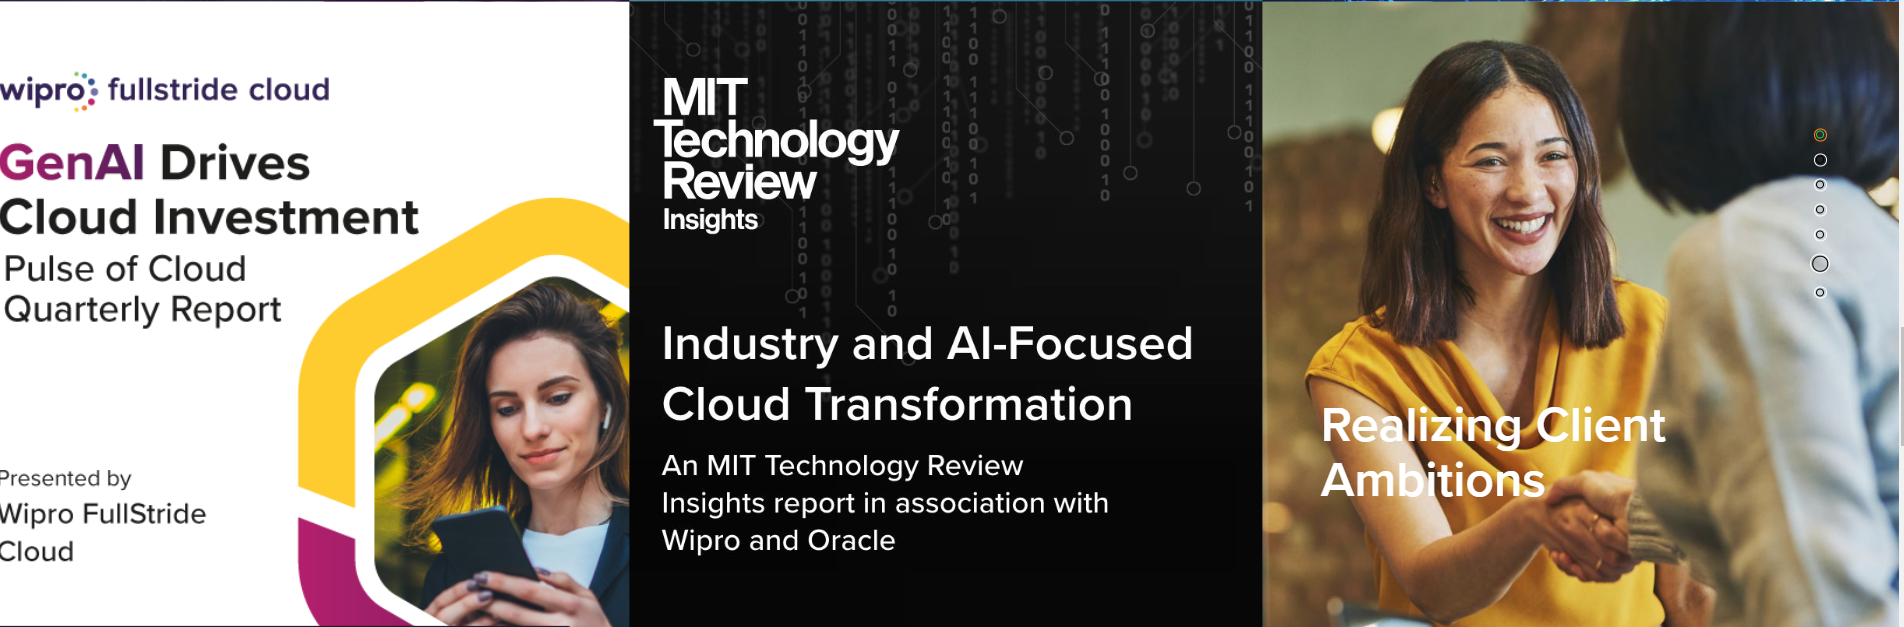 wipro fullstride cloud
GenAI Drives
Cloud Investment
Pulse of Cloud
Quarterly Report
Presented by
Wipro FullStride
Cloud
MIT
Technology
Review
Insights
Industry and AI-Focused
Cloud Transformation
An MIT Technology Review
Insights report in association with
Wipro and Oracle
Realizing Client
Ambitions